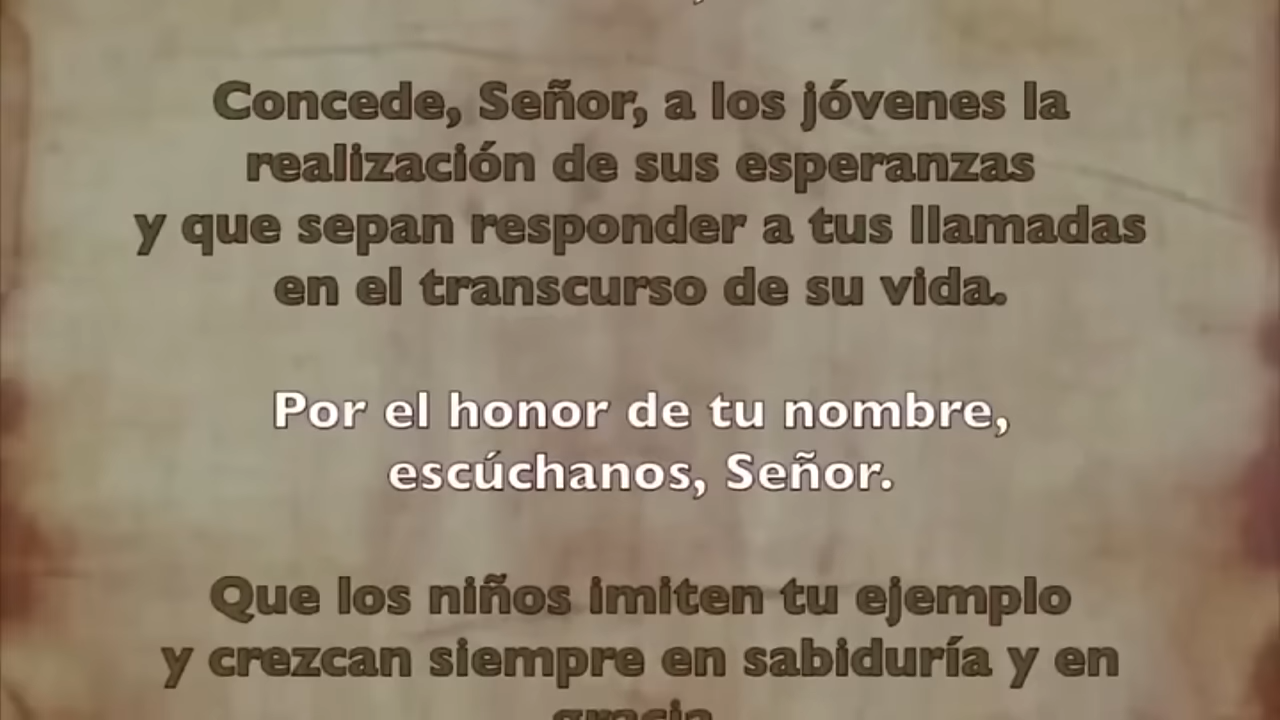 Concede, Señor, a los jóvenes la
realización de sus esperanzas
y que sepan responder a tus llamadas
en el transcurso de su vida.
Por el honor de tu nombre,
escúchanos, Señor.
Que los niños imiten tu ejemplo
y crezcan siempre en sabiduría y en
gracia